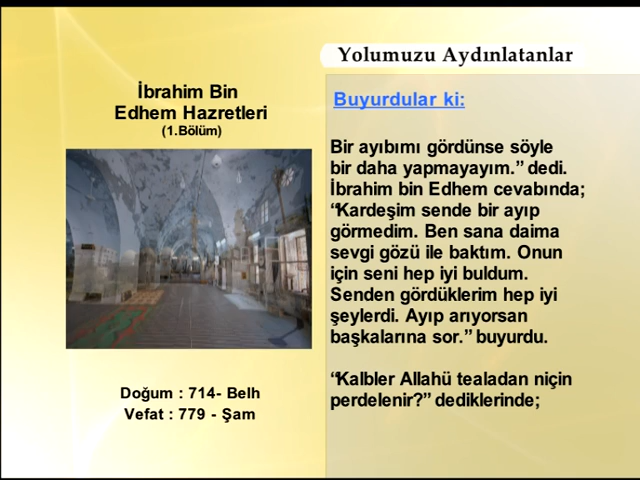 Yolumuzu Aydınlatanlar
İbrahim Bin
Edhem Hazretleri
(1.Bölüm)
Doğum : 714- Belh
Vefat : 779 - Şam
Buyurdular ki:
Bir ayıbımı gördünse söyle
bir daha yapmayayım.” dedi.
İbrahim bin Edhem cevabında;
“Kardeşim sende bir ayıp
görmedim. Ben sana daima
sevgi gözü ile baktım. Onun
için seni hep iyi buldum.
Senden gördüklerim hep iyi
şeylerdi. Ayıp arıyorsan
başkalarına sor.” buyurdu.
“Kalbler Allahü tealadan niçin
perdelenir?” dediklerinde;